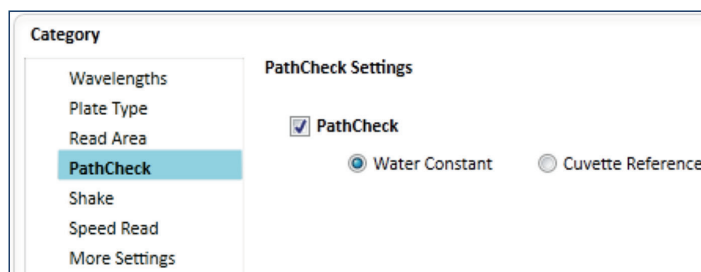 Category
Wavelengths
Plate Type
Read Area
PathCheck
Shake
Speed Read
More Settings
PathCheck Settings
PathCheck
Water Constant
Cuvette Reference